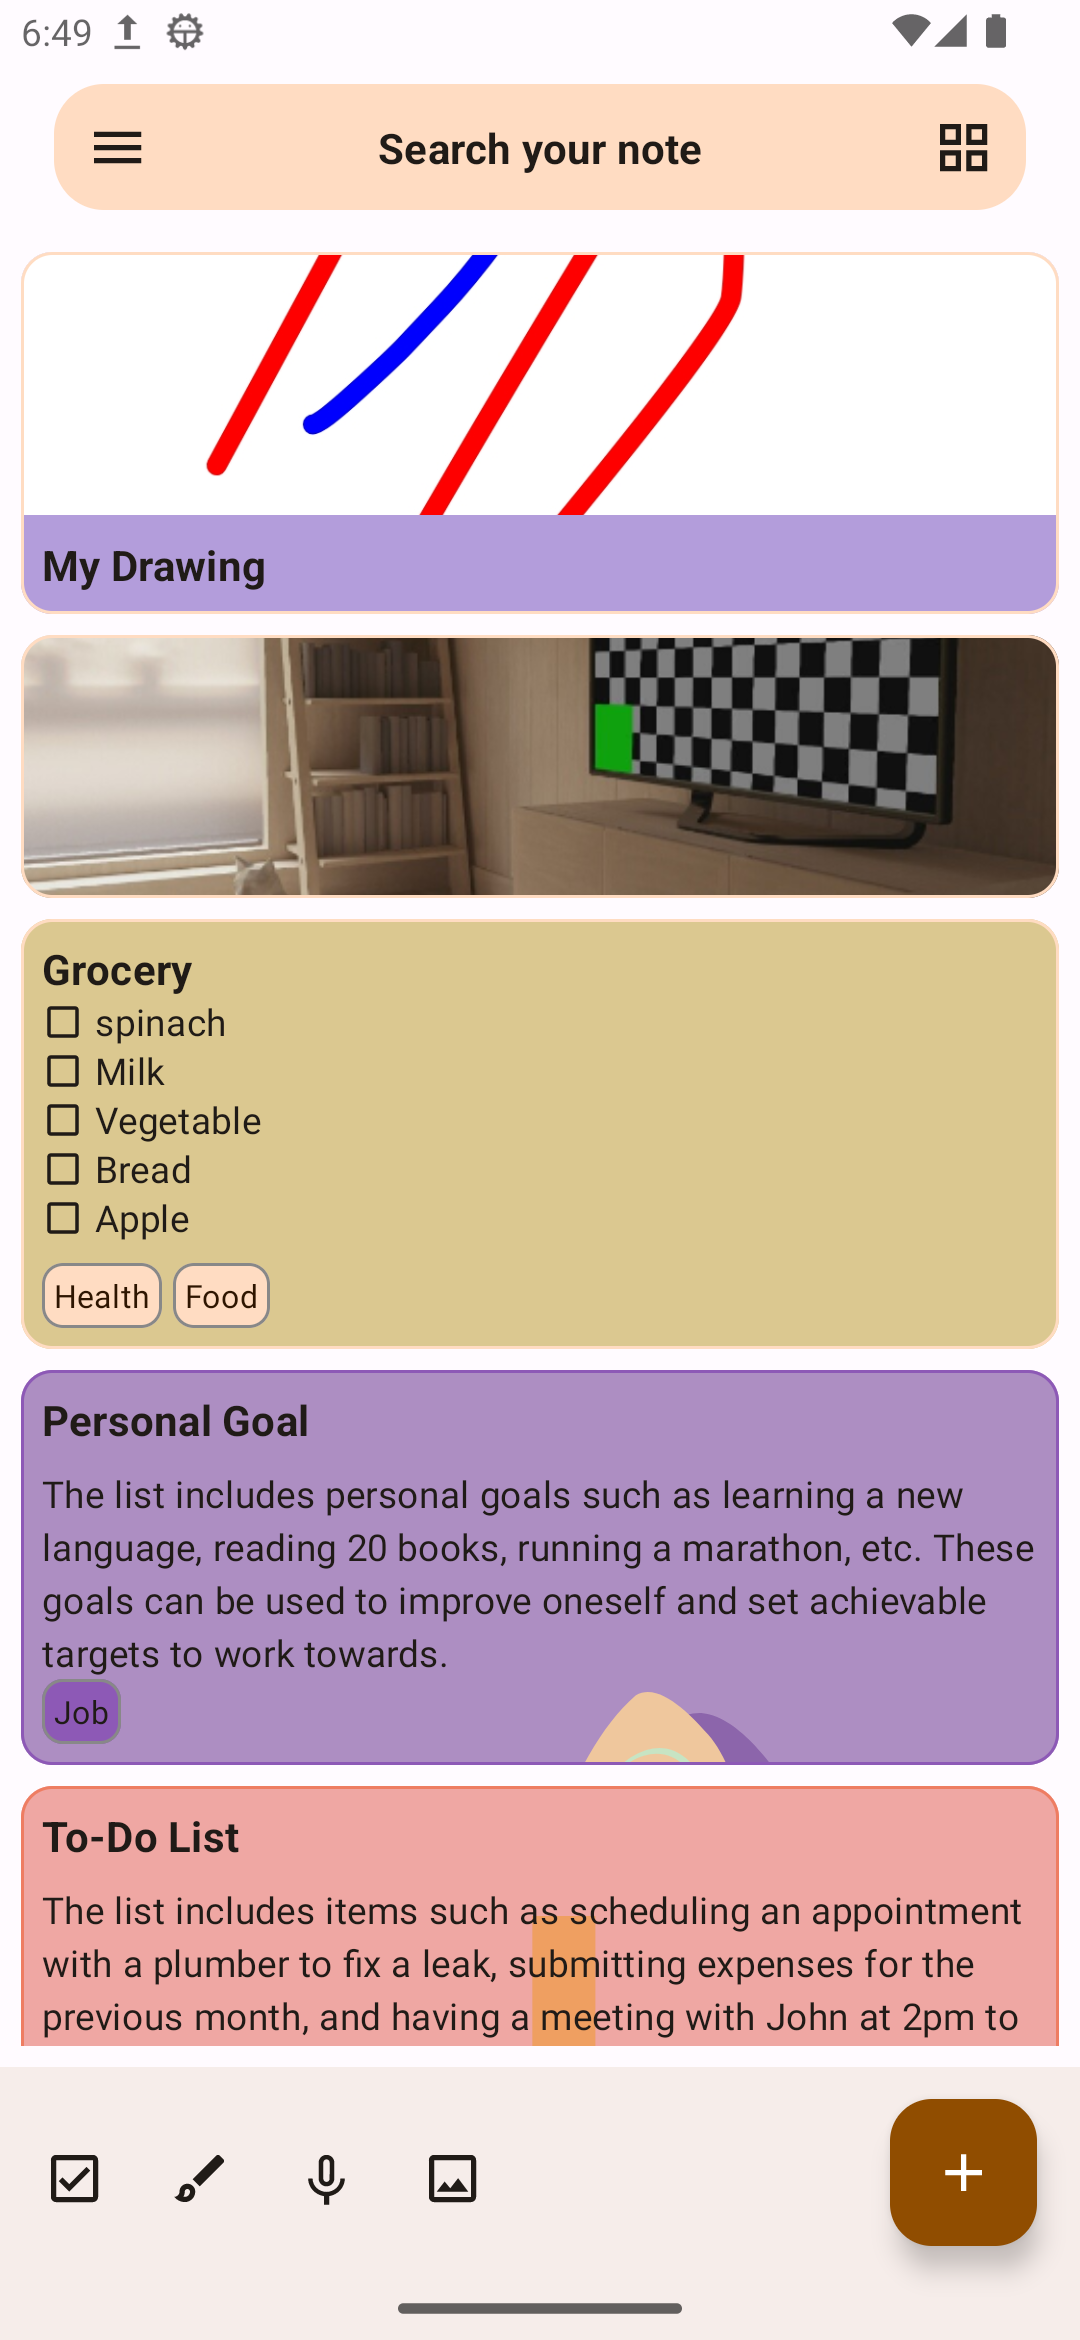 6:49
Search your note
My Drawing
Grocery
spinach
Milk
Vegetable
Bread
Apple
Health Food
Personal Goal
The list includes personal goals such as learning a new
language, reading 20 books, running a marathon, etc. These
goals can be used to improve oneself and set achievable
targets to work towards.
Job
To-Do List
The list includes items such as scheduling an appointment
with a plumber to fix a leak, submitting expenses for the
previous month, and having a meeting with John at 2pm to